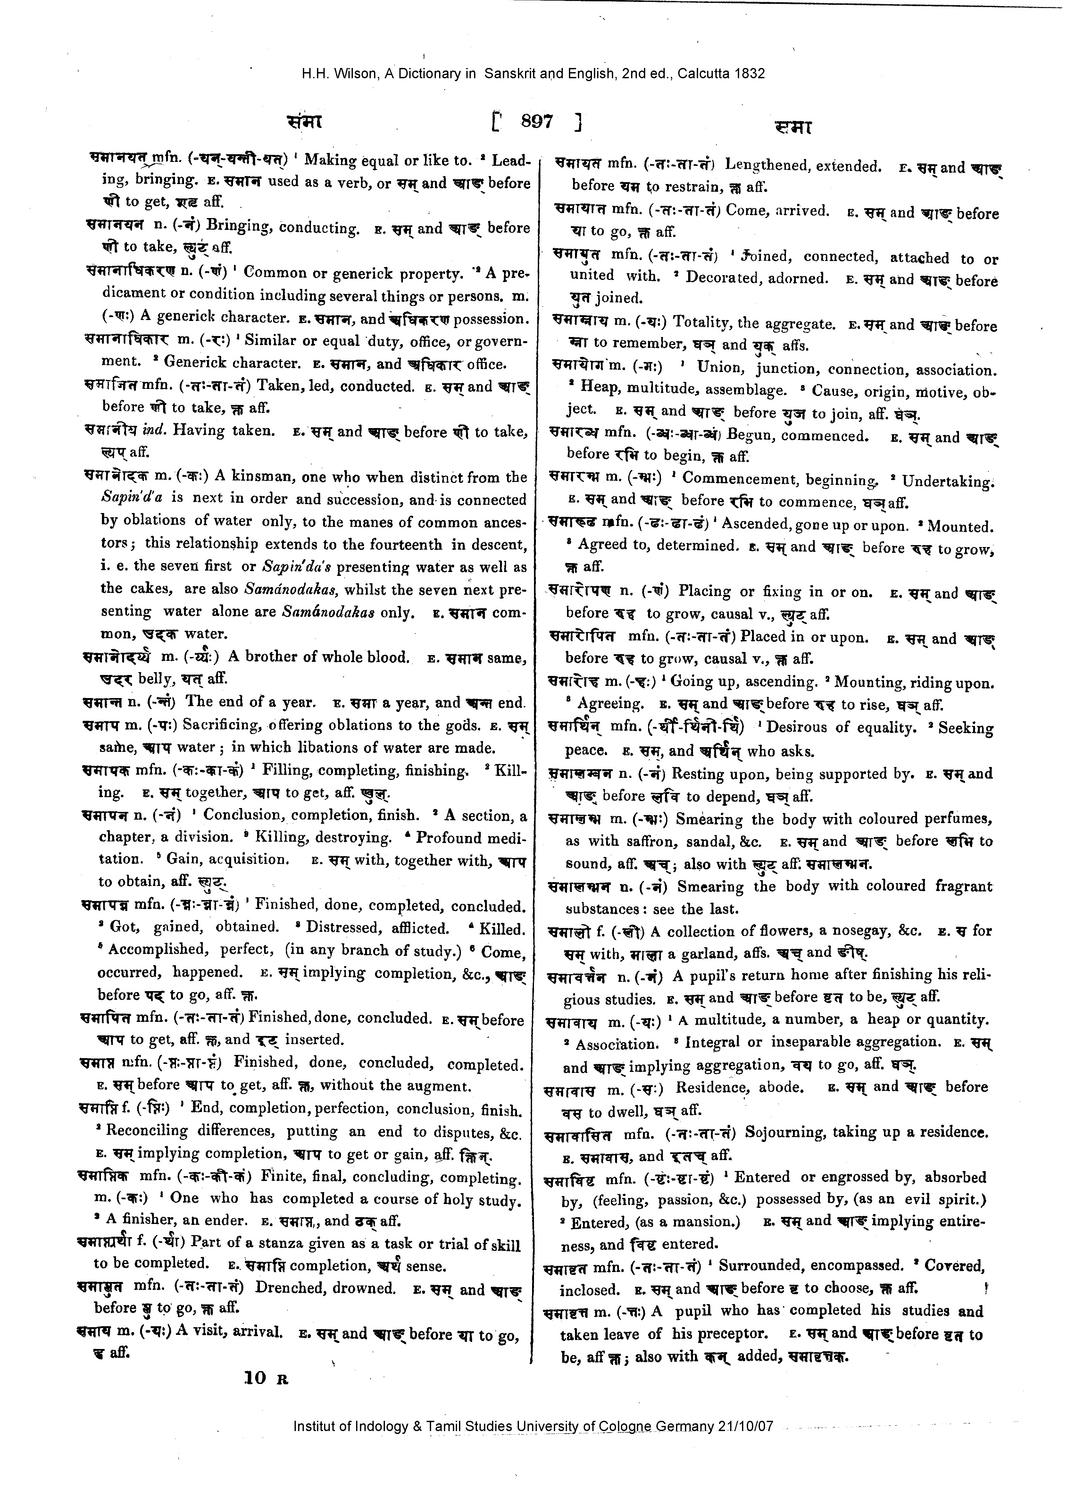 H.H. Wilson, A Dictionary in Sanskrit and English, 2nd ed., Calcutta 1832
समा
[ 897 ]
समा
समानयत् mfn. (-यन्-यन्ती-यत्) ¹ Making equal or like to. ² Lead-
ing, bringing. E. समान used as a verb, or सम् and आङ् before
णी to get, शतृ aff.
समानयन n. (-नं) Bringing, conducting. E. सम् and आङ् before
णी to take, ल्युट् aff.
समानाधिकरण n. (-णं) ¹ Common or generick property. ² A pre-
dicament or condition including several things or persons. m.
(-णः) A generick character. E. समान, and अधिकरण possession.
समानाधिकार m. (-रः) ¹ Similar or equal duty, office, or govern-
ment. ² Generick character. E. समान, and अधिकार office.
समानित mfn. (-तः-ता-तं) Taken, led, conducted. E. सम् and आङ्
before णी to take, क्त aff.
समानीय ind. Having taken. E. सम् and आङ् before णी to take,
ल्यप् aff.
समानोदक m. (-कः) A kinsman, one who when distinct from the
Sapin'd'a is next in order and succession, and is connected
by oblations of water only, to the manes of common ances-
tors; this relationship extends to the fourteenth in descent,
i. e. the seven first or Sapin'da's presenting water as well as
the cakes, are also Samánodakas, whilst the seven next pre-
senting water alone are Samánodakas only. E. समान com-
mon, उदक water.
समानोदर्य्य m. (-र्य्यः) A brother of whole blood. E. समान same,
उदर belly, यत् aff.
समान्त n. (-न्तं) The end of a year. E. समा a year, and अन्त end.
समाप m. (-पः) Sacrificing, offering oblations to the gods. E. सम्
same, आप water; in which libations of water are made.
समापक mfn. (-कः-का-कं) ¹ Filling, completing, finishing. ² Kill-
ing. E. सम् together, आप to get, aff. ण्वुल्.
समापन n. (-नं) ¹ Conclusion, completion, finish. ² A section, a
chapter, a division. ³ Killing, destroying. ⁴ Profound medi-
tation. ⁵ Gain, acquisition. E. सम् with, together with, आप
to obtain, aff. ल्युट्.
समापन्न mfn. (-न्नः-न्ना-न्नं) ¹ Finished, done, completed, concluded.
² Got, gained, obtained. ³ Distressed, afflicted. ⁴ Killed.
⁵ Accomplished, perfect, (in any branch of study.) ⁶ Come,
occurred, happened. E. सम् implying completion, &c., आङ्
before पद् to go, aff. क्त.
समापित mfn. (-तः-ता-तं) Finished, done, concluded. E. सम् before
आप to get, aff. क्त, and इट् inserted.
समाप्त mfn. (-प्तः-प्ता-प्तं) Finished, done, concluded, completed.
E. सम् before आप to get, aff. क्त, without the augment.
समाप्ति f. (-प्तिः) ¹ End, completion, perfection, conclusion, finish.
² Reconciling differences, putting an end to disputes, &c.
E. सम् implying completion, आप to get or gain, aff. क्तिन्.
समाप्तिक mfn. (-कः-की-कं) Finite, final, concluding, completing.
m. (-कः) ¹ One who has completed a course of holy study.
² A finisher, an ender. E. समाप्त, and ठक् aff.
समाप्त्यर्था f. (-र्था) Part of a stanza given as a task or trial of skill
to be completed. E. समाप्ति completion, अर्थ sense.
समाप्लुत mfn. (-तः-ता-तं) Drenched, drowned. E. सम् and आङ्
before प्लु to go, क्त aff.
समाय m. (-यः) A visit, arrival. E. सम् and आङ् before या to go,
ड aff.
समायत mfn. (-तः-ता-तं) Lengthened, extended. E. सम् and आङ्
before यम to restrain, क्त aff.
समायात mfn. (-तः-ता-तं) Come, arrived. E. सम् and आङ् before
या to go, क्त aff.
समायुत mfn. (-तः-ता-तं) ¹ Joined, connected, attached to or
united with. ² Decorated, adorned. E. सम् and आङ् before
युत joined.
समाम्नाय m. (-यः) Totality, the aggregate. E. सम् and आङ् before
म्ना to remember, घञ् and युक् affs.
समायोग m. (-गः) ¹ Union, junction, connection, association.
² Heap, multitude, assemblage. ³ Cause, origin, motive, ob-
ject. E. सम् and आङ् before युज to join, aff. घञ्.
समारब्ध mfn. (-ब्धः-ब्धा-ब्धं) Begun, commenced. E. सम् and आङ्
before रभि to begin, क्त aff.
समारम्भ m. (-म्भः) ¹ Commencement, beginning. ² Undertaking.
E. सम् and आङ् before रभि to commence, घञ् aff.
समारूढ mfn. (-ढः-ढा-ढं) ¹ Ascended, gone up or upon. ² Mounted.
³ Agreed to, determined. E. सम् and आङ् before रुह to grow,
क्त aff.
समारोपण n. (-णं) Placing or fixing in or on. E. सम् and आङ्
before रुह to grow, causal v., ल्युट् aff.
समारोपित mfn. (-तः-ता-तं) Placed in or upon. E. सम् and आङ्
before रुह to grow, causal v., क्त aff.
समारोह m. (-हः) ¹ Going up, ascending. ² Mounting, riding upon.
³ Agreeing. E. सम् and आङ् before रुह to rise, घञ् aff.
समार्थिन् mfn. (-र्थी-र्थिनी-र्थि) ¹ Desirous of equality. ² Seeking
peace. E. सम्, and अर्थिन् who asks.
समालम्बन n. (-नं) Resting upon, being supported by. E. सम् and
आङ् before लवि to depend, घञ् aff.
समालम्भ m. (-म्भः) Smearing the body with coloured perfumes,
as with saffron, sandal, &c. E. सम् and आङ् before लभि to
sound, aff. अच्; also with ल्युट् aff. समालम्भन.
समालम्भन n. (-नं) Smearing the body with coloured fragrant
substances: see the last.
समाली f. (-ली) A collection of flowers, a nosegay, &c. E. स for
सम् with, माला a garland, affs. अच् and ङीष्.
समावर्त्तन n. (-नं) A pupil's return home after finishing his reli-
gious studies. E. सम् and आङ् before वृत to be, ल्युट् aff.
समावाय m. (-यः) ¹ A multitude, a number, a heap or quantity.
² Association. ³ Integral or inseparable aggregation. E. सम्
and आङ् implying aggregation, वय to go, aff. घञ्.
समावास m. (-सः) Residence, abode. E. सम् and आङ् before
वस to dwell, घञ् aff.
समावासित mfn. (-तः-ता-तं) Sojourning, taking up a residence.
E. समावास, and इतच् aff.
समाविष्ट mfn. (-ष्टः-ष्टा-ष्टं) ¹ Entered or engrossed by, absorbed
by, (feeling, passion, &c.) possessed by, (as an evil spirit.)
² Entered, (as a mansion.) E. सम् and आङ् implying entire-
ness, and विष्ट entered.
समावृत mfn. (-तः-ता-तं) ¹ Surrounded, encompassed. ² Covered,
inclosed. E. सम् and आङ् before वृ to choose, क्त aff.
समावृत्त m. (-त्तः) A pupil who has completed his studies and
taken leave of his preceptor. E. सम् and आङ् before वृत to
be, aff क्त; also with कन् added, समावृत्तक.
10 R
Institut of Indology & Tamil Studies University of Cologne Germany 21/10/07